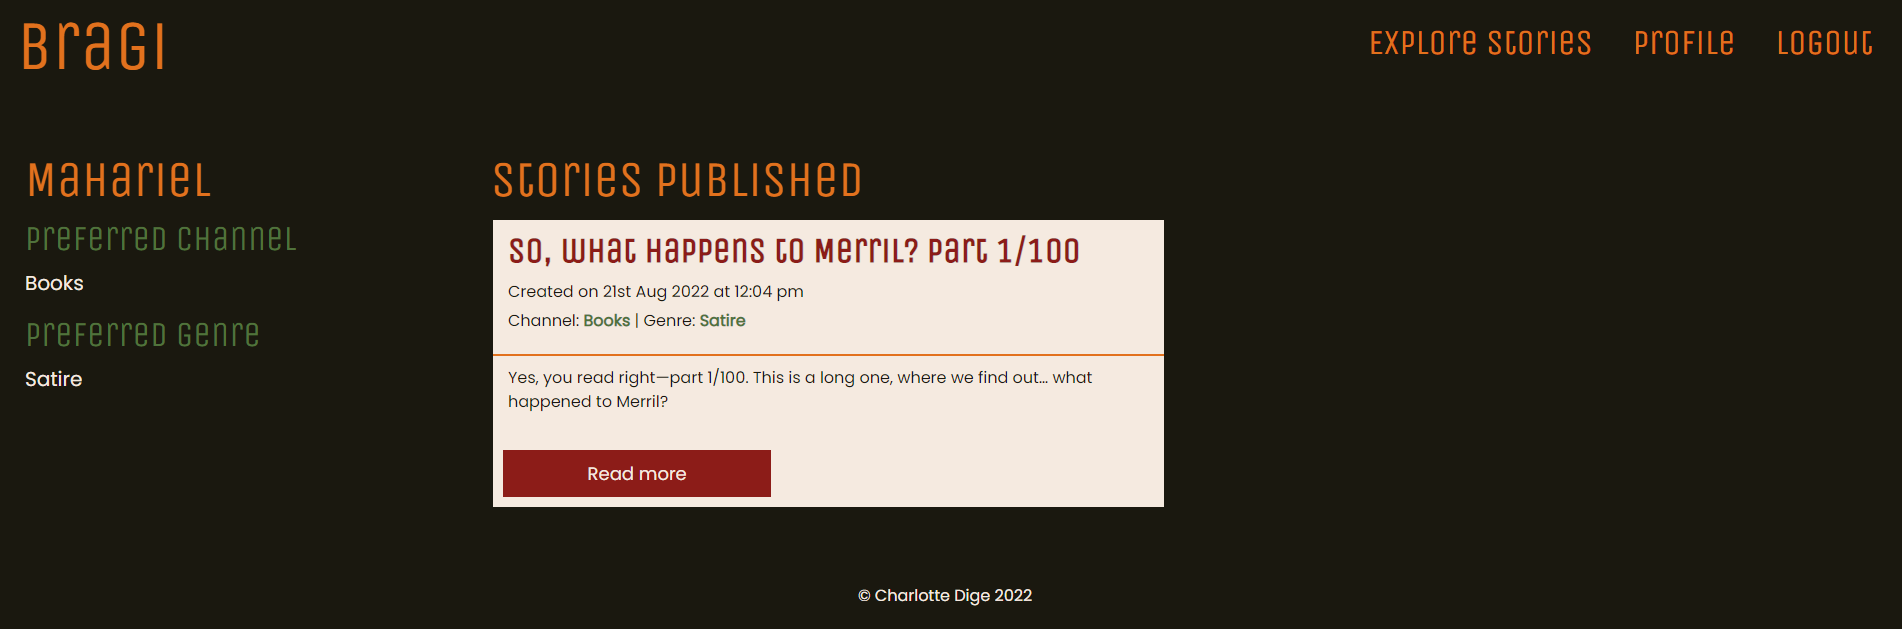 Bragi
Explore Stories
Profile
Logout
Mahariel
Preferred Channel
Books
Preferred Genre
Satire
Stories Published
So, what happens to Merril? Part 1/100
Created on 21st Aug 2022 at 12:04 pm
Channel: Books | Genre: Satire
Yes, you read right—part 1/100. This is a long one, where we find out... what
happened to Merril?
Read more
© Charlotte Dige 2022